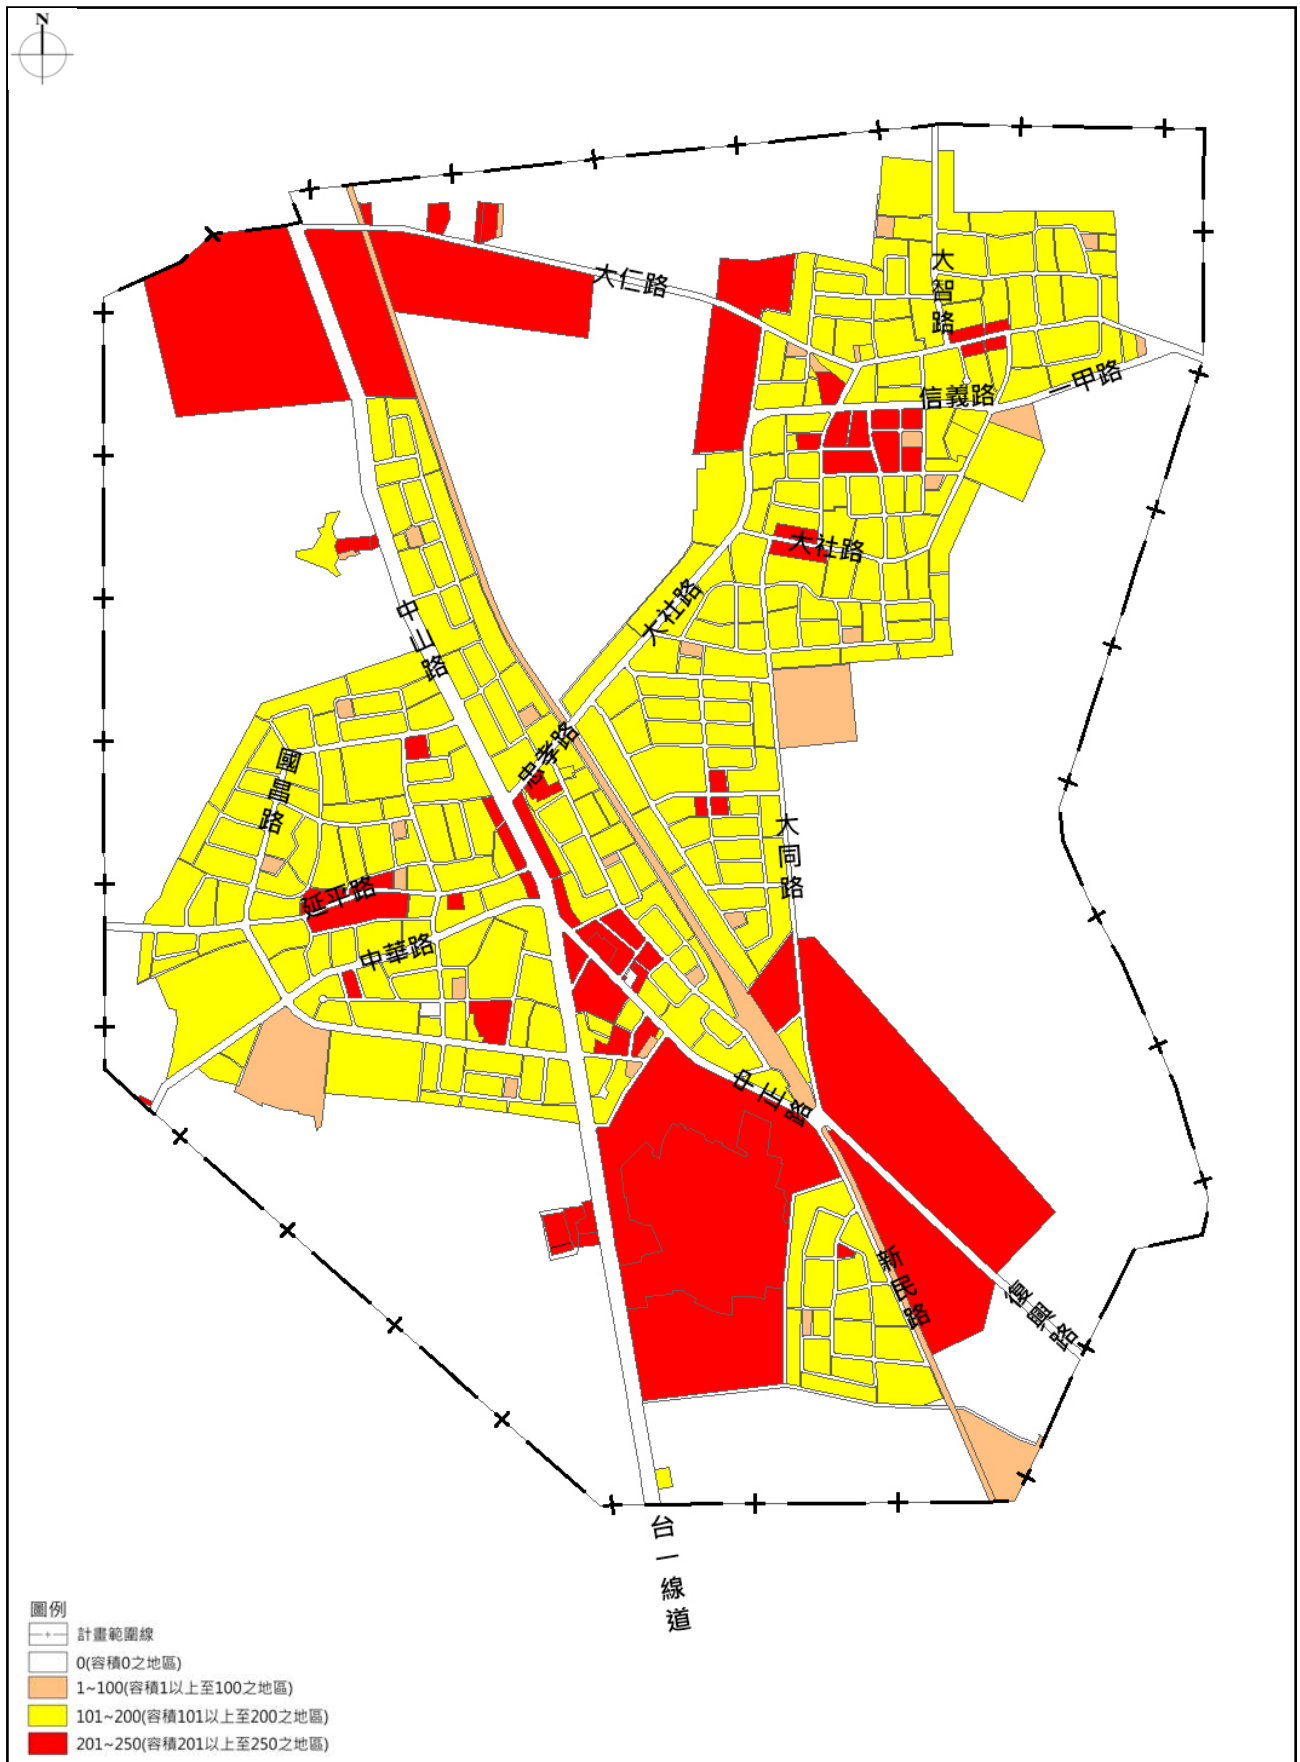 N
大仁路
大智路
信義路
一甲路
大社路
大社路
中山路
忠孝路
國昌路
大同路
延平路
中華路
中正路
新民路
復興路
台一線道
圖例
計畫範圍線
0(容積0之地區)
1~100(容積1以上至100之地區)
101~200(容積101以上至200之地區)
201~250(容積201以上至250之地區)